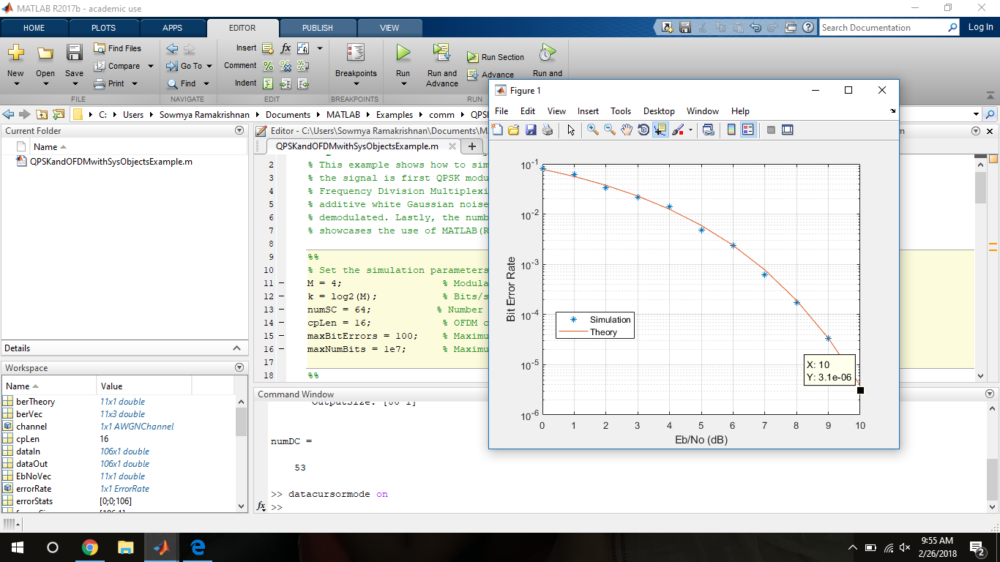 MATLAB R2017b - academic use
HOME PLOTS APPS EDITOR PUBLISH VIEW
Search Documentation
Log In
New Open Save
Find Files
Compare
Print
FILE
Go To
Find
NAVIGATE
Insert fx
Comment
Indent
EDIT
Breakpoints
BREAKPOINTS
Run
Run and Advance
Run Section
Advance
Run and
RUN
C: Users Sowmya Ramakrishnan Documents MATLAB Examples comm
Current Folder
Name
QPSKandOFDMwithSysObjectsExample.m
Details
Workspace
Name Value
berTheory 11x1 double
berVec 11x3 double
channel 1x1 AWGNChannel
cpLen 16
dataIn 106x1 double
dataOut 106x1 double
EbNoVec 11x1 double
errorRate 1x1 ErrorRate
errorStats [0;0;106]
Editor - C:\Users\Sowmya Ramakrishnan\Documents\M
QPSKandOFDMwithSysObjectsExample.m
2 % This example shows how to sim
3 % the signal is first QPSK modu
4 % Frequency Division Multiplexi
5 % additive white Gaussian noise
6 % demodulated. Lastly, the numb
7 % showcases the use of MATLAB(R
8
9 %%
10 % Set the simulation parameters
11 – M = 4; % Modula
12 – k = log2(M); % Bits/s
13 – numSC = 64; % Number
14 – cpLen = 16; % OFDM c
15 – maxBitErrors = 100; % Maximu
16 – maxNumBits = 1e7; % Maximu
17
18 %%
Command Window
OutputSize: [80 1]
numDC =
53
>> datacursormode on
fx >>
Figure 1
File Edit View Insert Tools Desktop Window Help
10^-1
10^-2
10^-3
10^-4
10^-5
10^-6
Bit Error Rate
Simulation
Theory
X: 10
Y: 3.1e-06
0 1 2 3 4 5 6 7 8 9 10
Eb/No (dB)
9:55 AM
2/26/2018
2